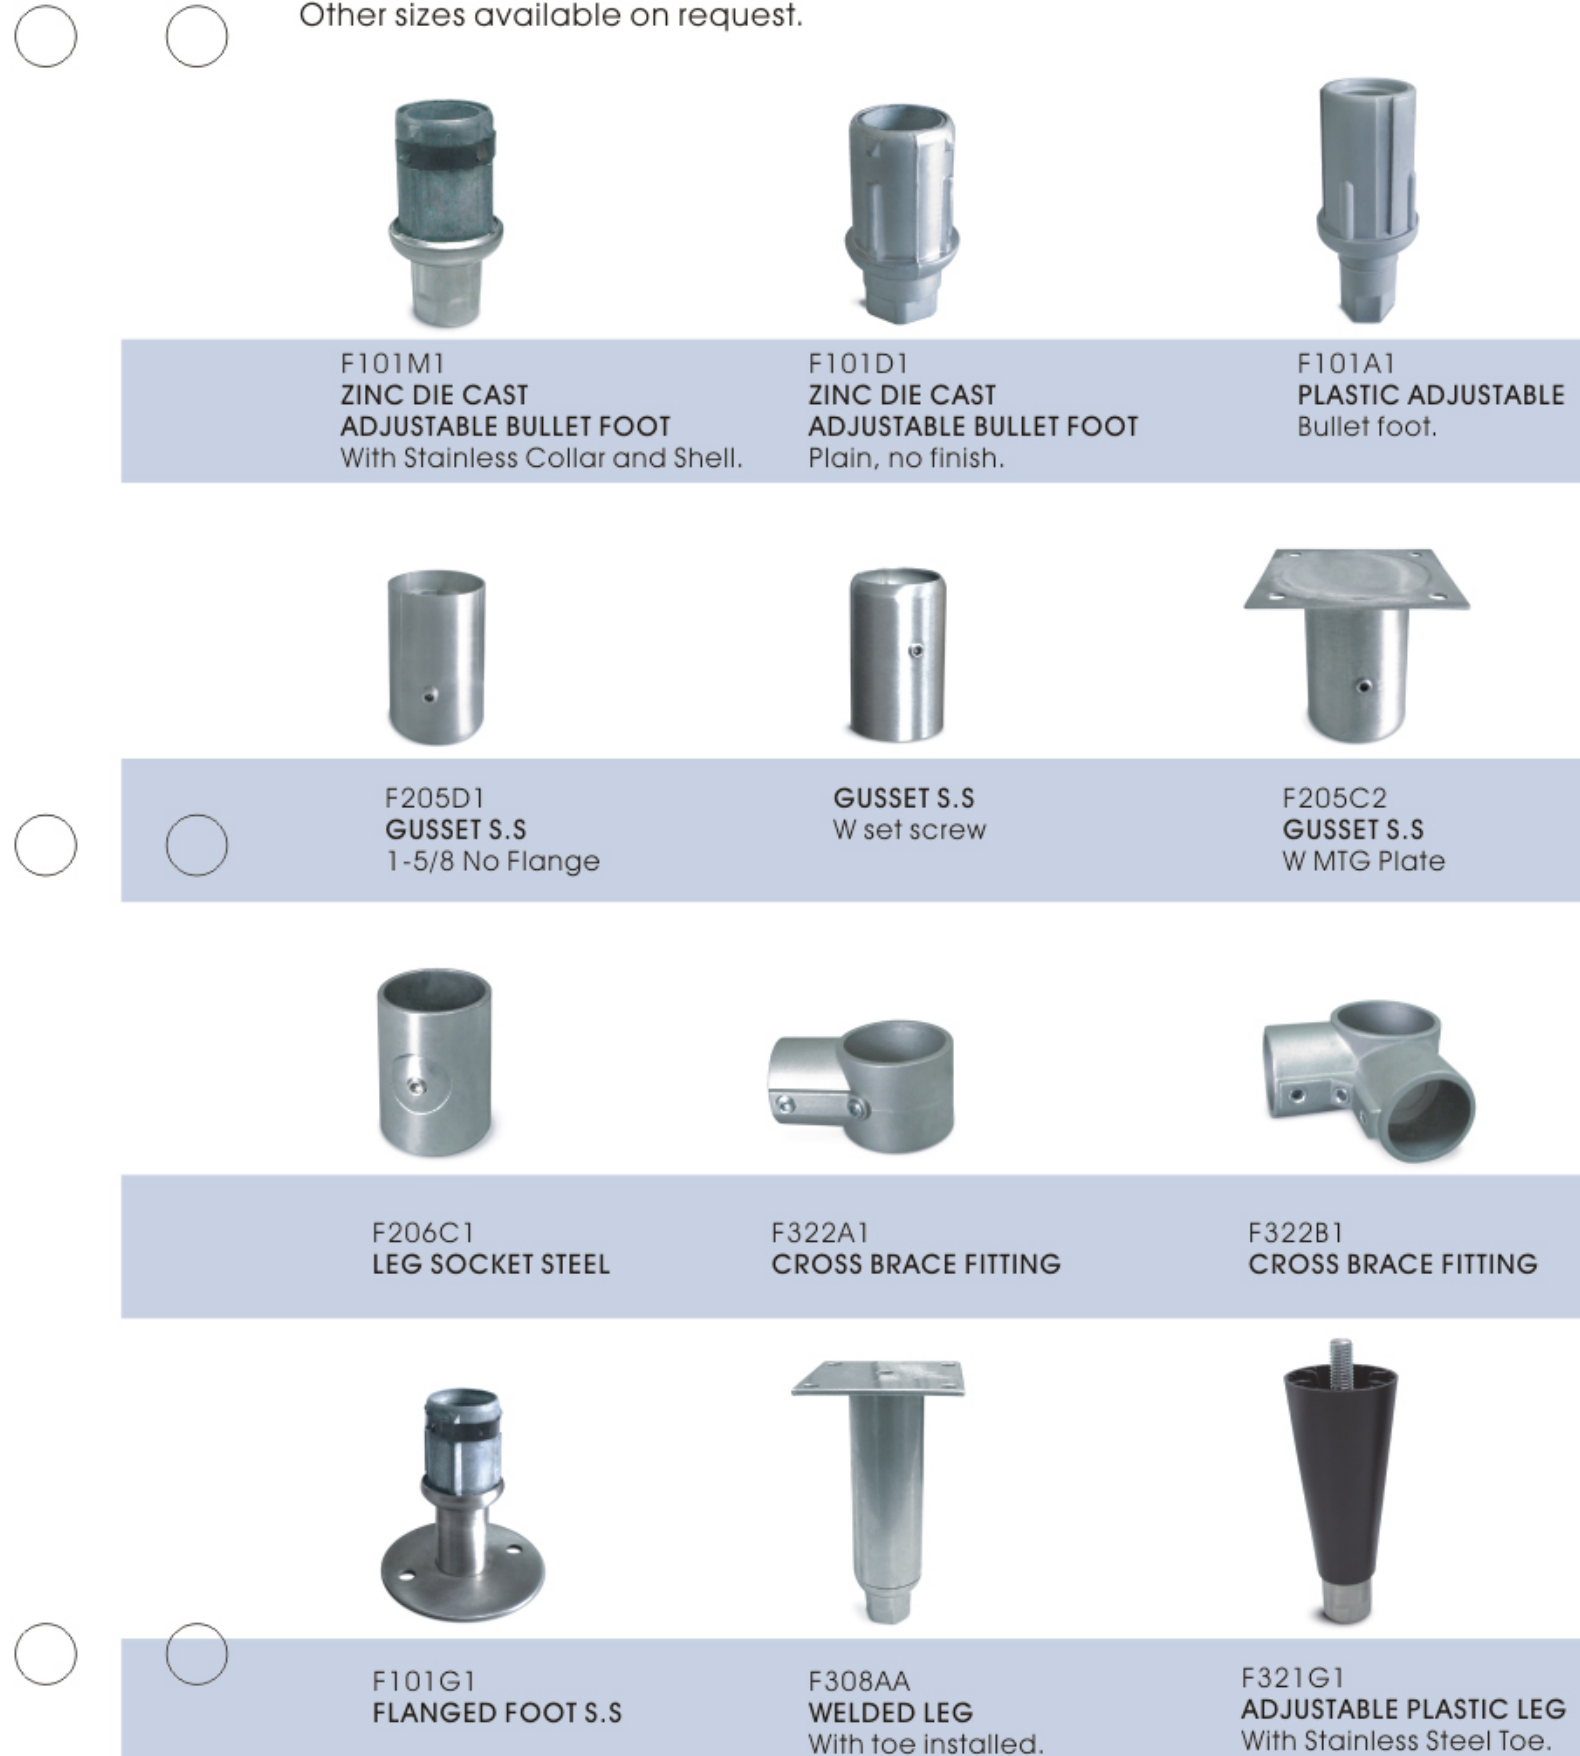 Other sizes available on request.
F101M1
ZINC DIE CAST
ADJUSTABLE BULLET FOOT
With Stainless Collar and Shell.
F101D1
ZINC DIE CAST
ADJUSTABLE BULLET FOOT
Plain, no finish.
F101A1
PLASTIC ADJUSTABLE
Bullet foot.
F205D1
GUSSET S.S
1-5/8 No Flange
GUSSET S.S
W set screw
F205C2
GUSSET S.S
W MTG Plate
F206C1
LEG SOCKET STEEL
F322A1
CROSS BRACE FITTING
F322B1
CROSS BRACE FITTING
F101G1
FLANGED FOOT S.S
F308AA
WELDED LEG
With toe installed.
F321G1
ADJUSTABLE PLASTIC LEG
With Stainless Steel Toe.